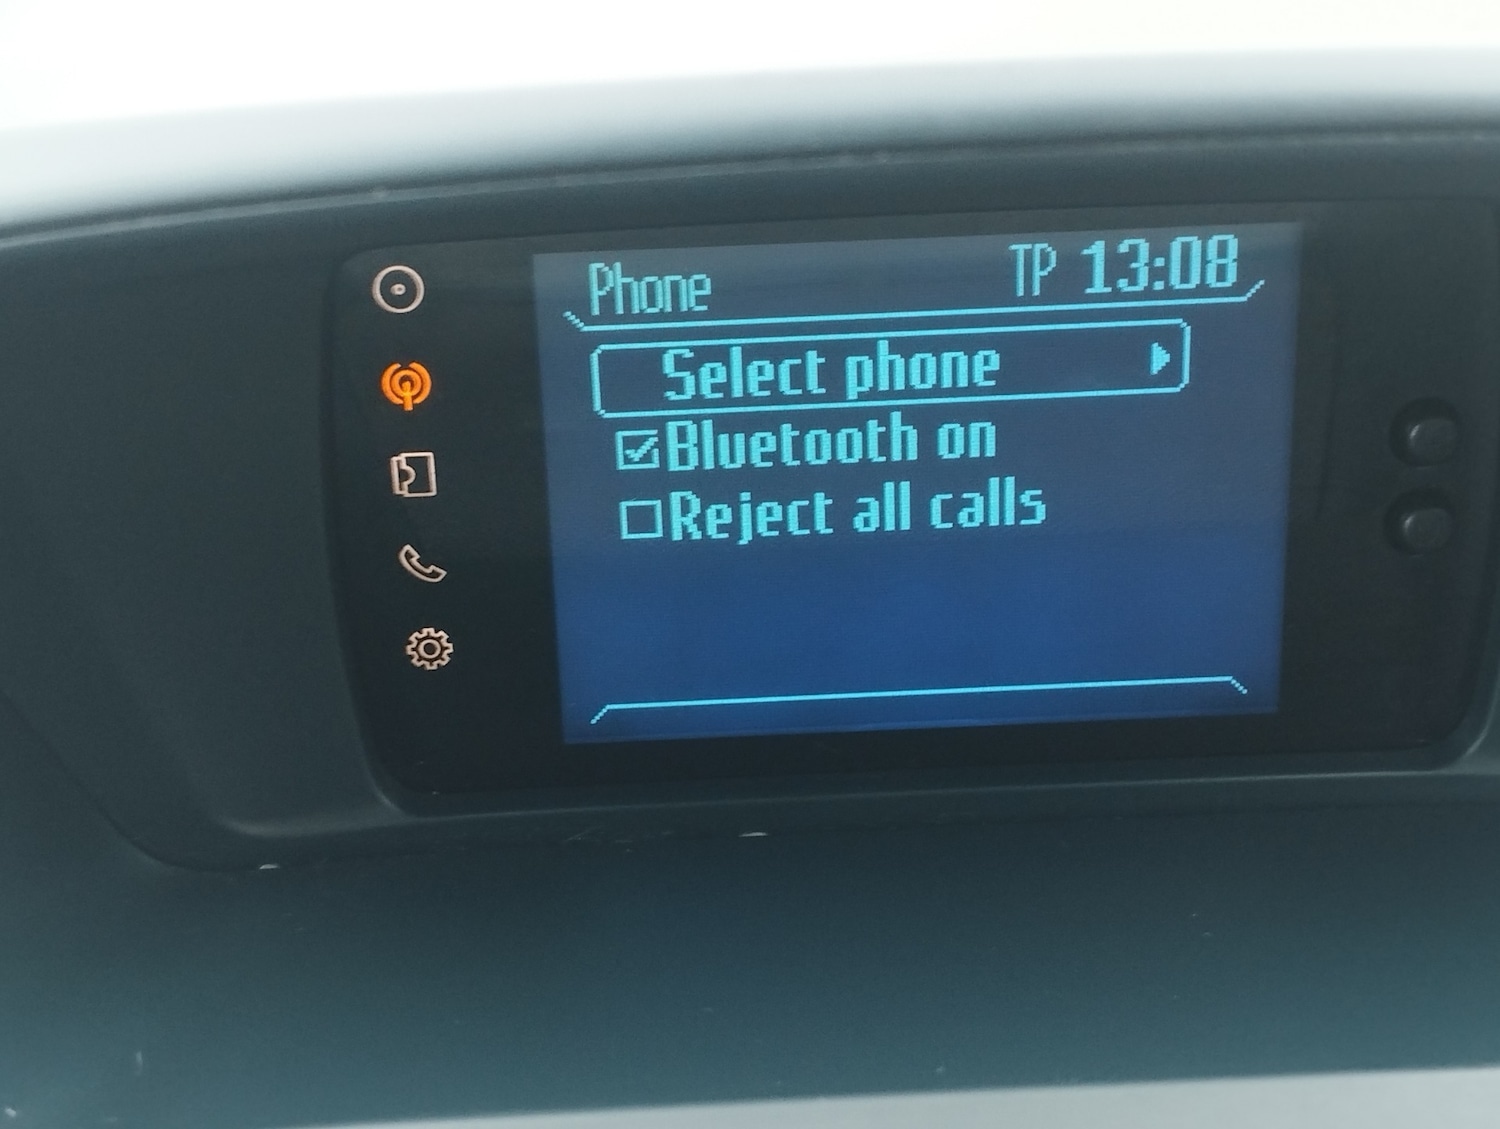 Phone TP 13:08
Select phone
Bluetooth on
Reject all calls